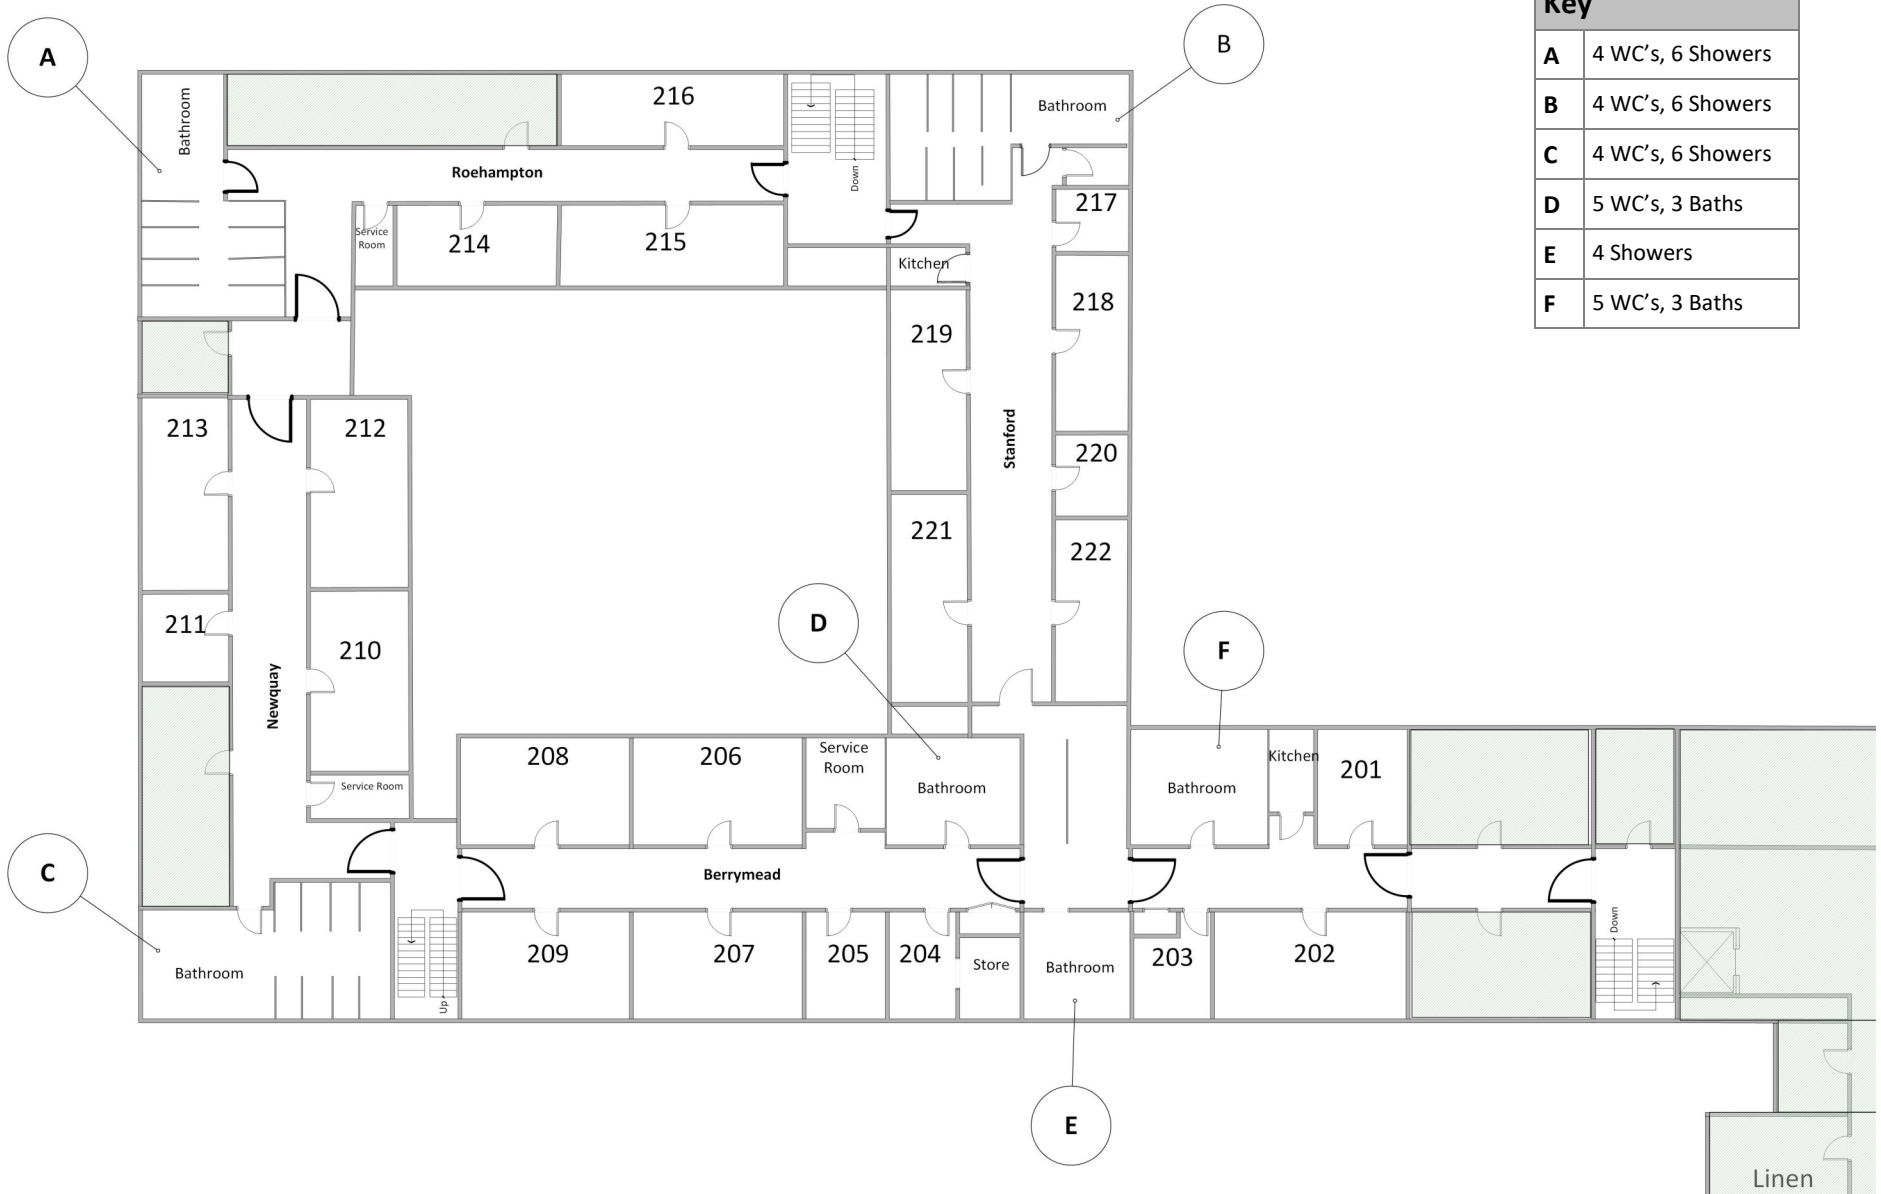 Key
A 4 WC's, 6 Showers
B 4 WC's, 6 Showers
C 4 WC's, 6 Showers
D 5 WC's, 3 Baths
E 4 Showers
F 5 WC's, 3 Baths
A
B
Bathroom
216
Bathroom
Roehampton
Down
217
Service
Room
214
215
Kitchen
218
219
213
212
Stanford
220
221
222
211
210
D
F
Newquay
208
206
Service
Room
Bathroom
Bathroom
Kitchen
201
Service Room
C
Berrymead
Bathroom
Up
209
207
205
204
Store
Bathroom
203
202
Down
E
Linen